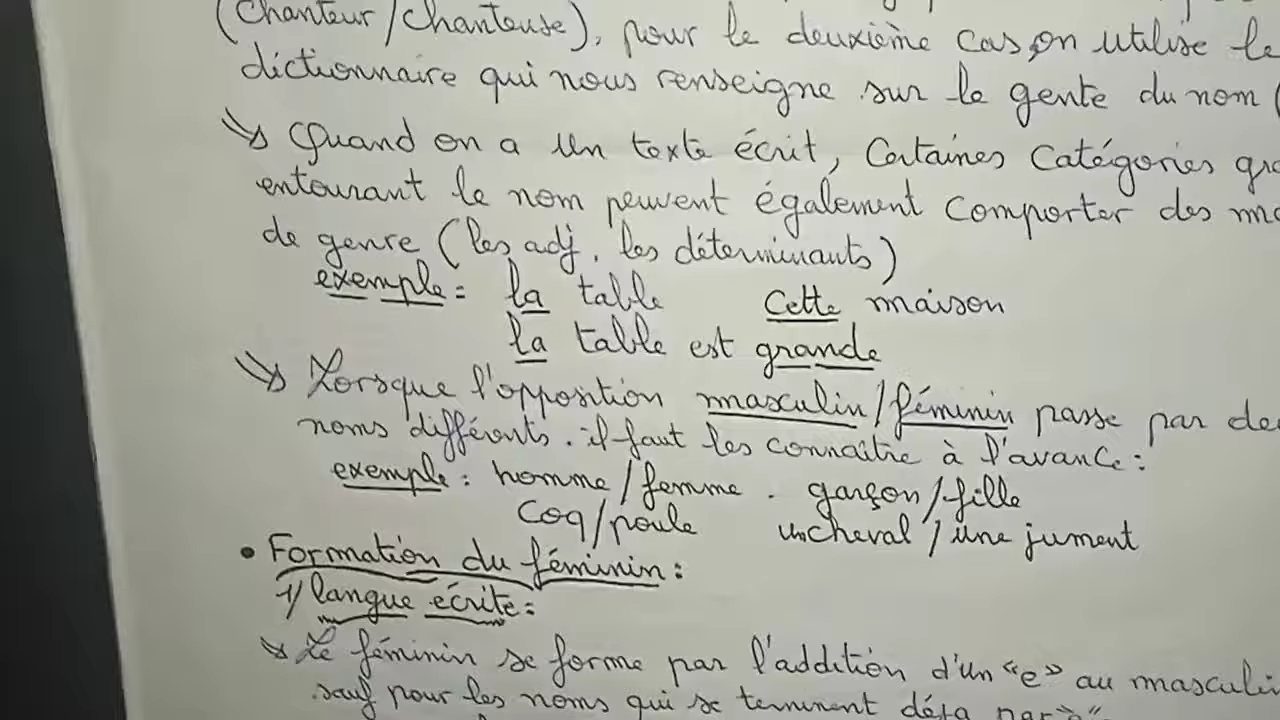 (Chanteur/chanteuse), pour le deuxième cas, on utilise le
dictionnaire qui nous renseigne sur le gente du nom (
Quand on a un texte écrit, Certaines Catégories
entourant le nom peuvent également Comporter des
de genre (les adj, les déterminants)
exemple: la table Cette maison
la table est grande
Lorsque l'opposition masculin/féminin passe par
noms différents. il faut les connaître à l'avance:
exemple: homme/femme. garçon/fille
Coq/poule un cheval / une jument
• Formation du féminin:
1/ langue écrite:
Le féminin se forme par l'addition d'un "e" au masculin
sauf pour les noms qui se terminent déjà par "e"